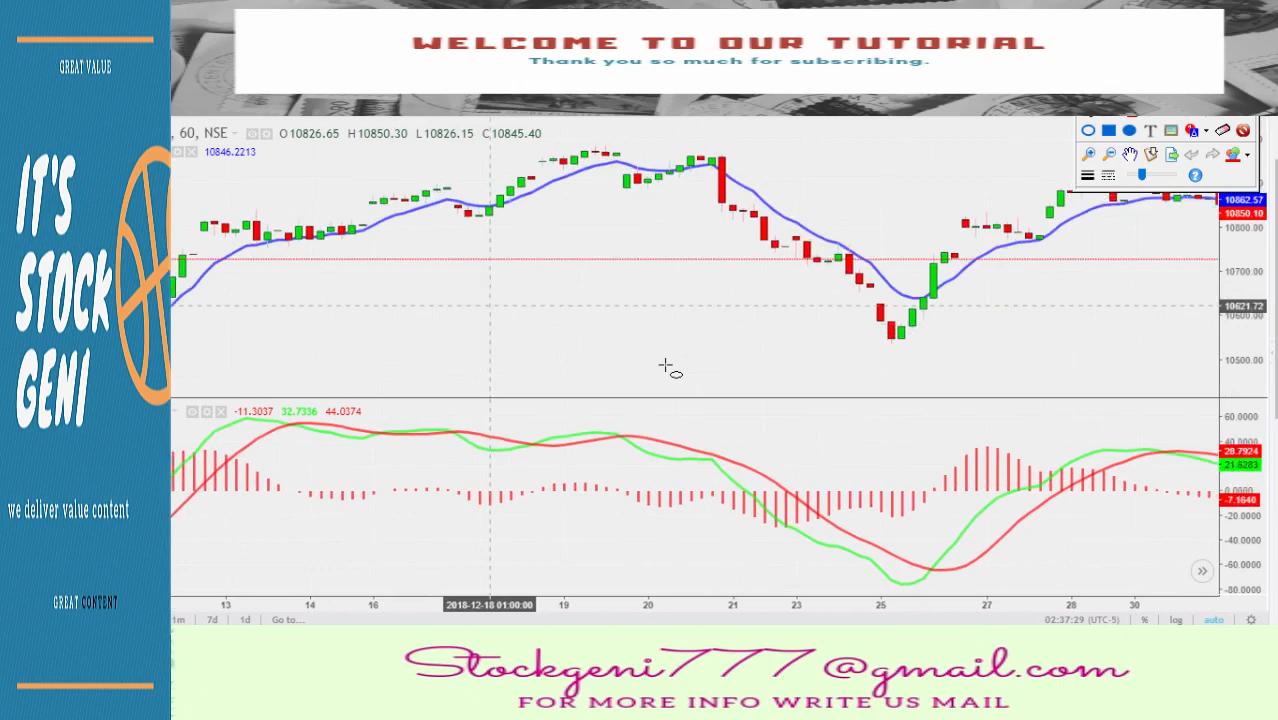 GREAT VALUE
IT'S
STOCK
GENI
we deliver value content
GREAT CONTENT
WELCOME TO OUR TUTORIAL
Thank you so much for subscribing.
, 60, NSE O10826.65 H10850.30 L10826.15 C10845.40
10846.2213
T
?
10862.57
10850.10
10800.00
10700.00
10621.72
10600.00
10500.00
-11.3037 32.7336 44.0374
60.0000
40.0000
28.7924
21.6283
0.0000
-7.1640
-20.0000
-40.0000
-60.0000
-80.0000
13 14 16 2018-12-18 01:00:00 19 20 21 23 25 27 28 30
1m 7d 1d Go to... 02:37:29 (UTC-5) % log auto
Stockgeni777@gmail.com
FOR MORE INFO WRITE US MAIL